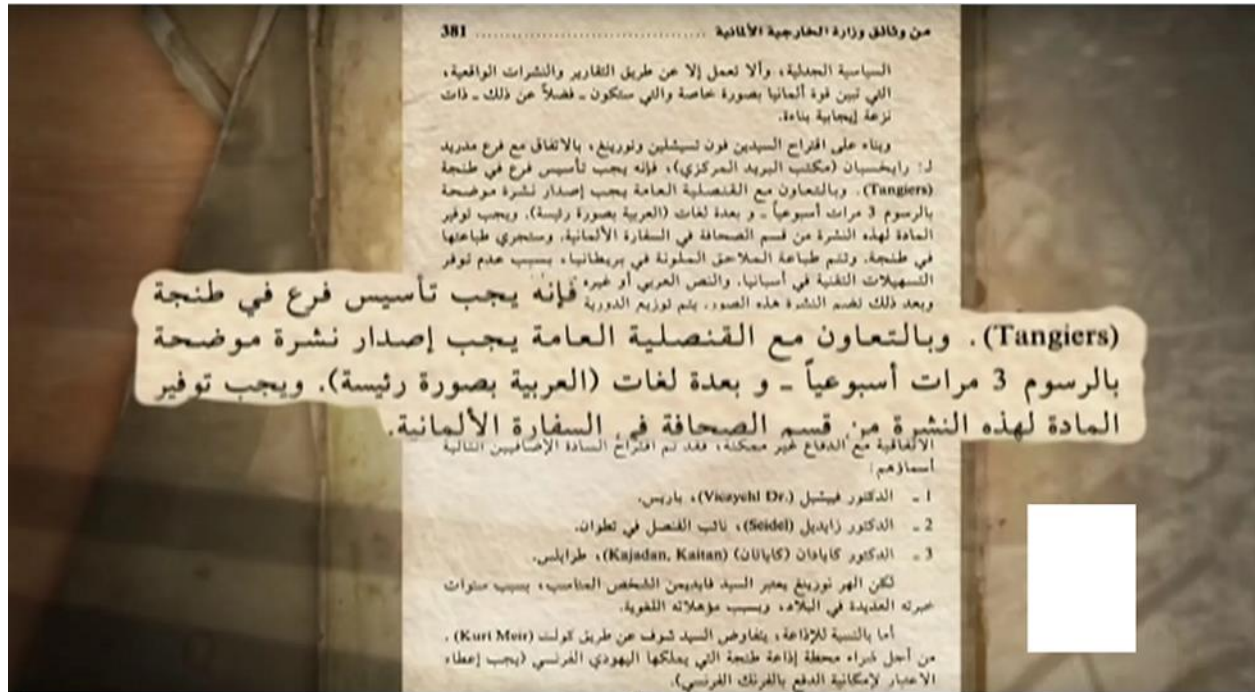 من وثائق وزارة الخارجية الألمانية ................................ 381
السياسية الجدلية، وألا تعمل إلا عن طريق التقارير والنشرات الواقعية،
التي تبين قوة ألمانيا بصورة خاصة والتي ستكون ـ فضلاً عن ذلك ـ ذات
نزعة إيجابية بناءة.
وبناء على اقتراح السيدين فون تسيشلين ونورينغ، بالاتفاق مع فرع مدريد
لـ: رايخسبان (مكتب البريد المركزي)، فإنه يجب تأسيس فرع في طنجة
(Tangiers). وبالتعاون مع القنصلية العامة يجب إصدار نشرة موضحة
بالرسوم 3 مرات أسبوعياً ـ و بعدة لغات (العربية بصورة رئيسة). ويجب توفير
المادة لهذه النشرة من قسم الصحافة في السفارة الألمانية. وستجري طباعتها
في طنجة. وتتم طباعة الملاحق الملونة في بريطانيا، بسبب عدم توفر
التسهيلات التقنية في أسبانيا. والنص العربي أو غيره
وبعد ذلك تضم النشرة هذه الصور. يتم توزيع الدورية
فإنه يجب تأسيس فرع في طنجة
(Tangiers). وبالتعاون مع القنصلية العامة يجب إصدار نشرة موضحة
بالرسوم 3 مرات أسبوعياً ـ و بعدة لغات (العربية بصورة رئيسة). ويجب توفير
المادة لهذه النشرة من قسم الصحافة في السفارة الألمانية.
الاتفاقية مع الدفاع غير ممكنة، فقد تم اقتراح السادة الإضافيين التالية
أسماؤهم:
1 ـ الدكتور فيشيل (Vicaychl Dr.)، باريس.
2 ـ الدكتور زايديل (Seidel)، نائب القنصل في تطوان.
3 ـ الدكتور كايادان (كاياتان) (Kajadan, Kaitan)، طرابلس.
لكن الهر نورينغ يعتبر السيد فايديمن الشخص المناسب، بسبب سنوات
خبرته العديدة في البلاد، وبسبب مؤهلاته اللغوية.
أما بالنسبة للإذاعة، يتفاوض السيد شوف عن طريق كولت (Kurt Meir).
من أجل شراء محطة إذاعة طنجة التي يملكها اليهودي الفرنسي (يجب إعطاء
الاعتبار لإمكانية الدفع بالفرنك الفرنسي).